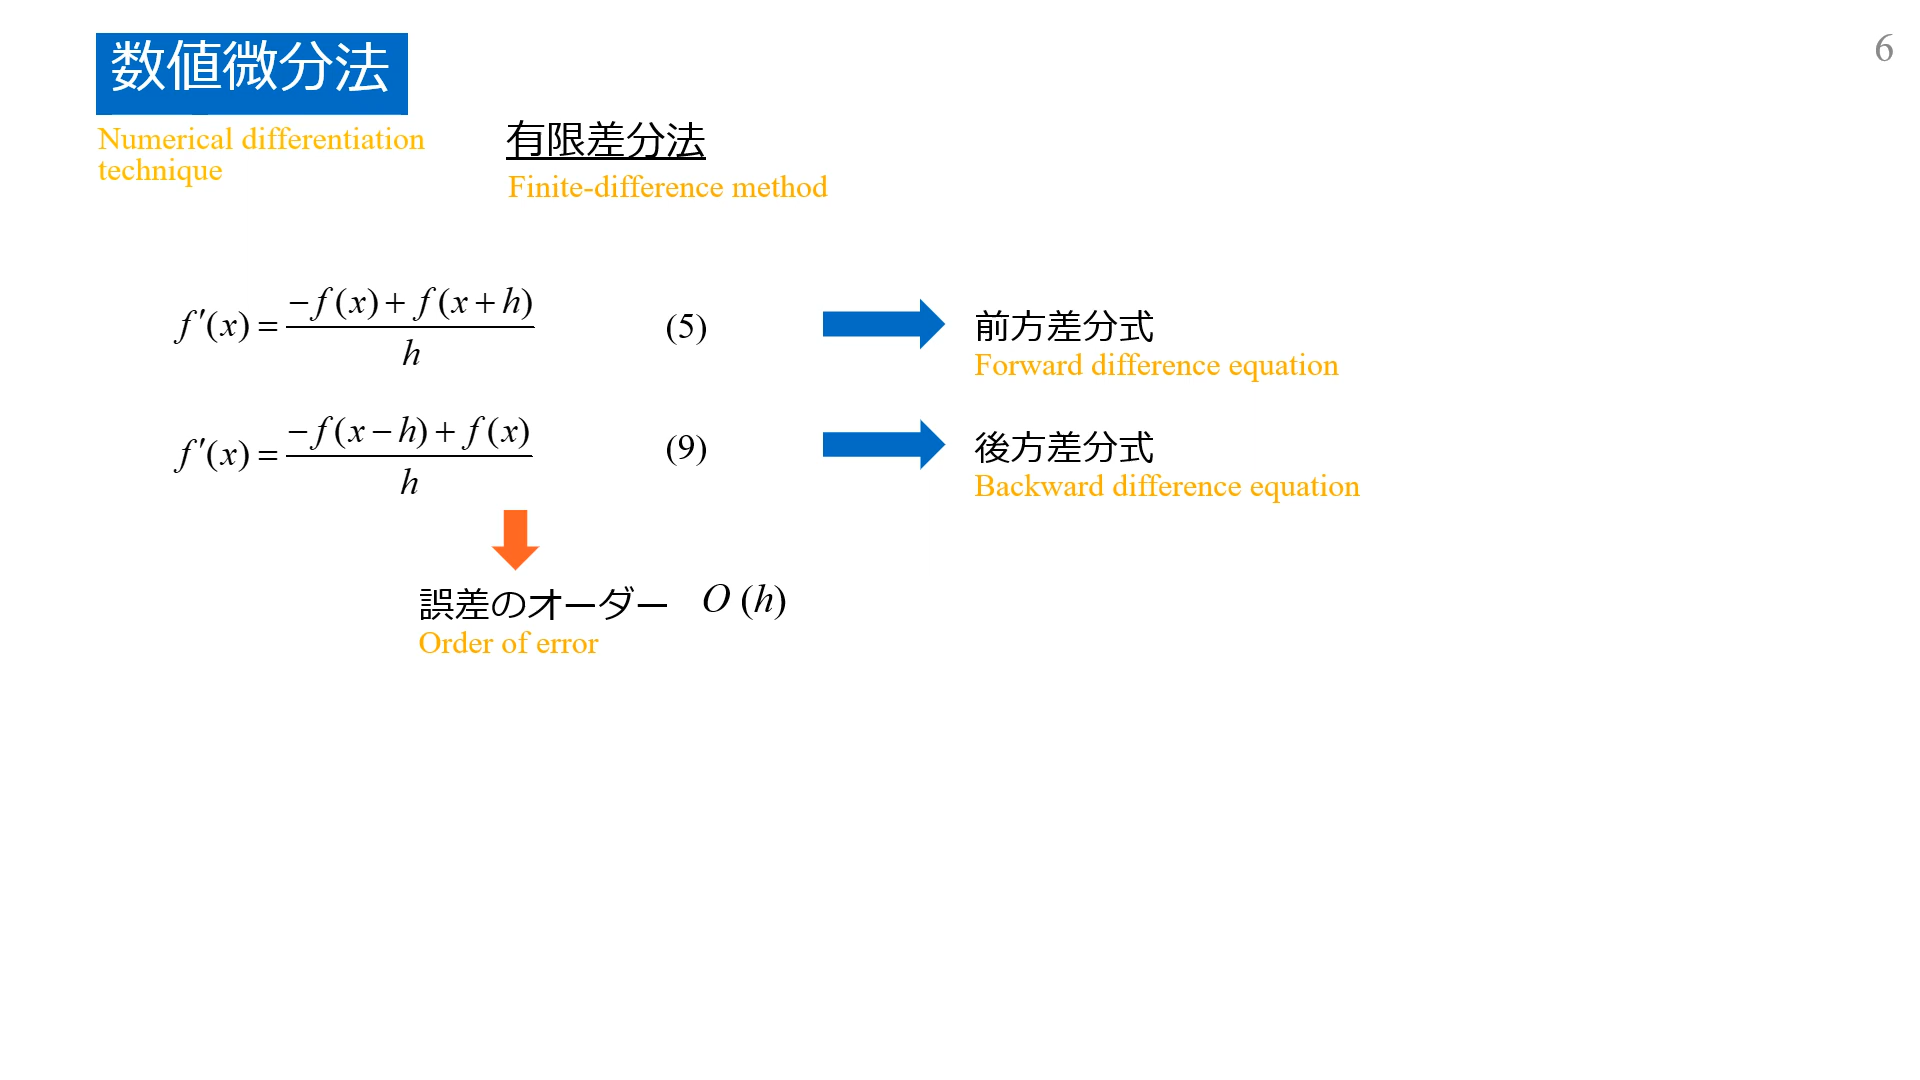 数値微分法
6
Numerical differentiation
technique
有限差分法
Finite-difference method
f′(x) = (−f(x) + f(x + h)) / h (5)
前方差分式
Forward difference equation
f′(x) = (−f(x − h) + f(x)) / h (9)
後方差分式
Backward difference equation
誤差のオーダー O (h)
Order of error